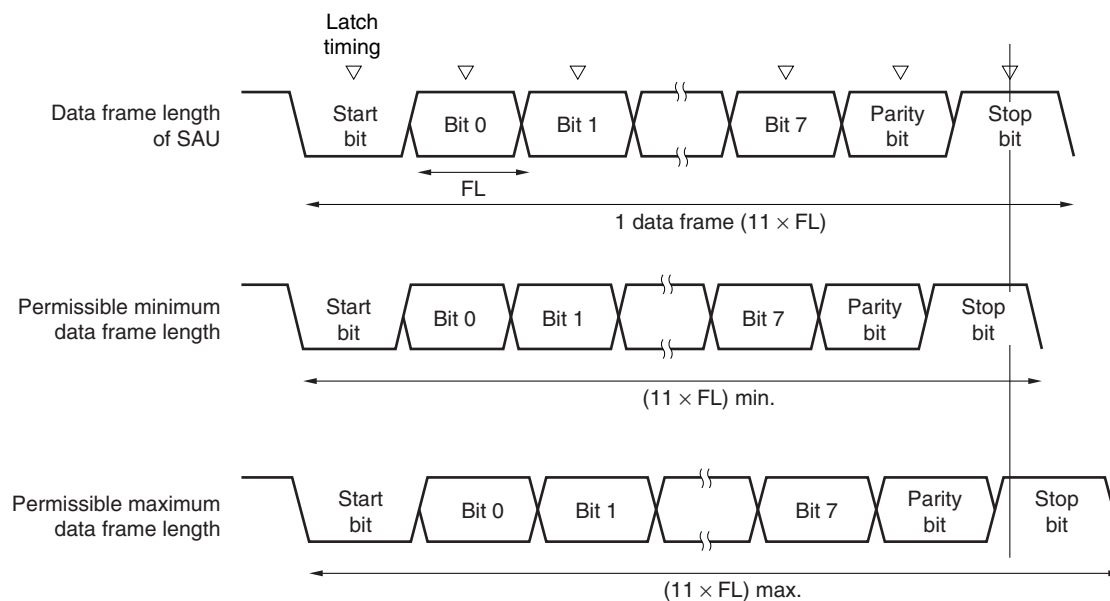 Latch
timing
Data frame length
of SAU
Start
bit
Bit 0
Bit 1
Bit 7
Parity
bit
Stop
bit
FL
1 data frame (11 × FL)
Permissible minimum
data frame length
Start
bit
Bit 0
Bit 1
Bit 7
Parity
bit
Stop
bit
(11 × FL) min.
Permissible maximum
data frame length
Start
bit
Bit 0
Bit 1
Bit 7
Parity
bit
Stop
bit
(11 × FL) max.